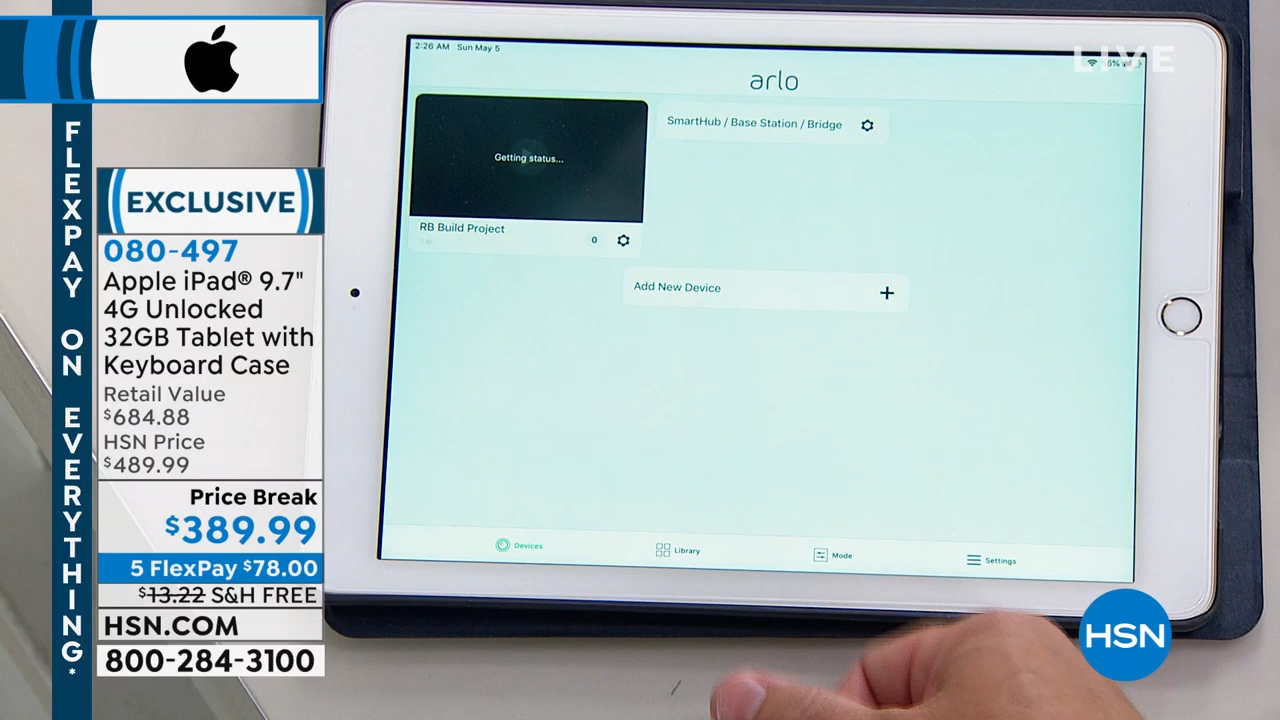 FLEXPAY ON EVERYTHING*
EXCLUSIVE
080-497
Apple iPad® 9.7"
4G Unlocked
32GB Tablet with
Keyboard Case
Retail Value
$684.88
HSN Price
$489.99
Price Break
$389.99
5 FlexPay $78.00
$13.22 S&H FREE
HSN.COM
800-284-3100
2:26 AM Sun May 5
LIVE
arlo
SmartHub / Base Station / Bridge
Getting status...
RB Build Project
0
Add New Device
Devices
Library
Mode
Settings
HSN